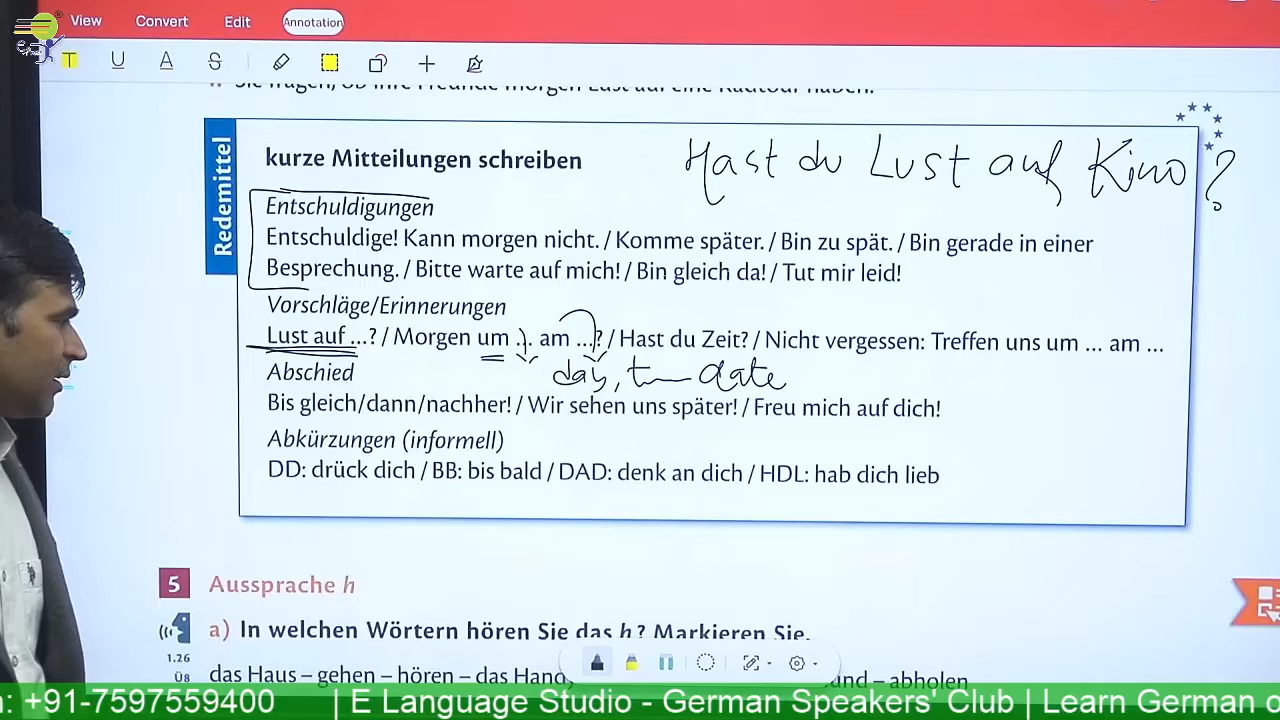 View Convert Edit Annotation
T U A S
kurze Mitteilungen schreiben
Hast du Lust auf Kino?
Redemittel
Entschuldigungen
Entschuldige! Kann morgen nicht. / Komme später. / Bin zu spät. / Bin gerade in einer
Besprechung. / Bitte warte auf mich! / Bin gleich da! / Tut mir leid!
Vorschläge/Erinnerungen
Lust auf ...? / Morgen um ... am ...? / Hast du Zeit? / Nicht vergessen: Treffen uns um ... am ...
Abschied
day, date
Bis gleich/dann/nachher! / Wir sehen uns später! / Freu mich auf dich!
Abkürzungen (informell)
DD: drück dich / BB: bis bald / DAD: denk an dich / HDL: hab dich lieb
5 Aussprache h
a) In welchen Wörtern hören Sie das h? Markieren Sie.
1.26
Ü8
das Haus – gehen – hören – das Hand
und – abholen
: +91-7597559400 | E Language Studio - German Speakers' Club | Learn German